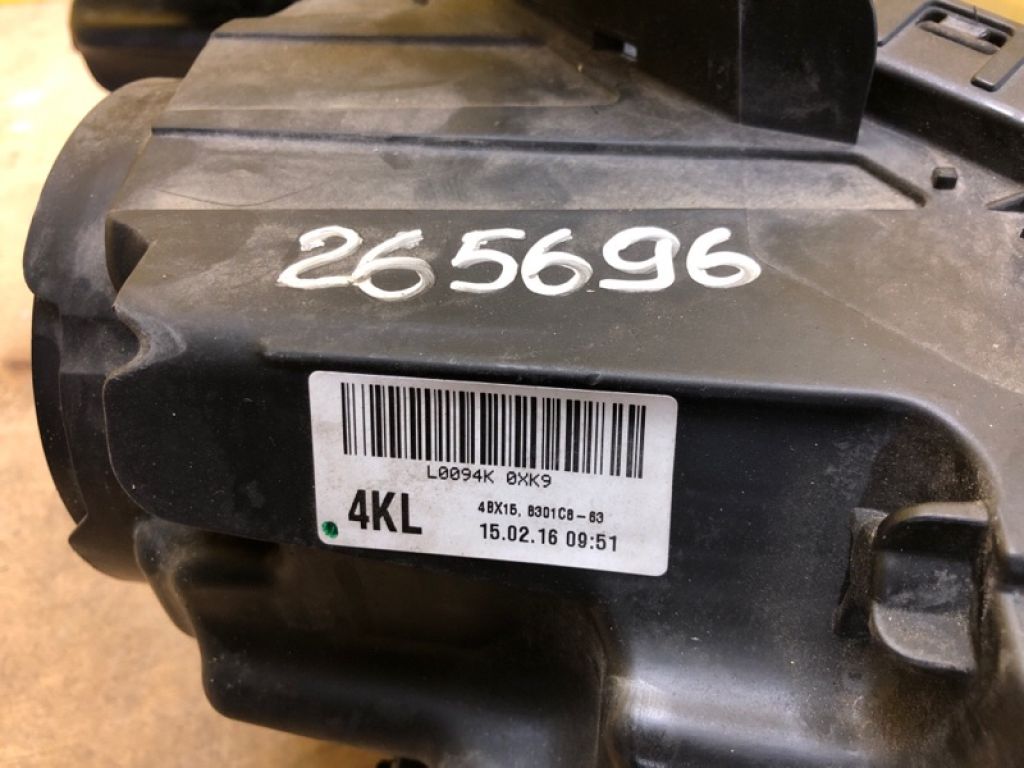 265696
L0094K 0XK9
4KL
4BX15, 8301C8-63
15.02.16 09:51